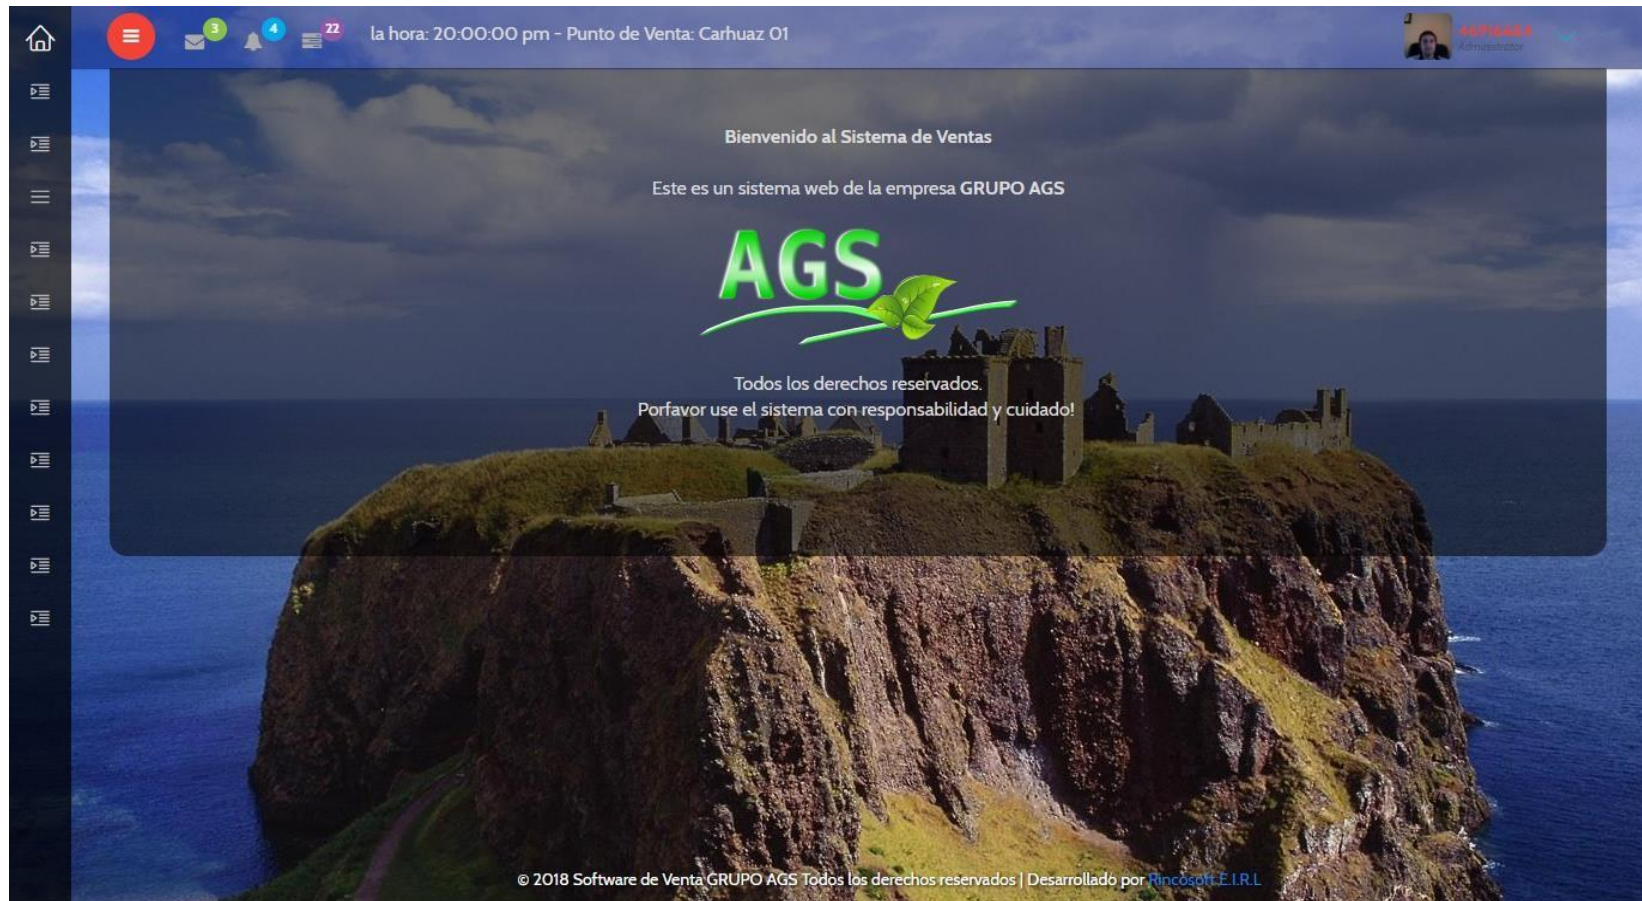 3
4
22
la hora: 20:00:00 pm - Punto de Venta: Carhuaz 01
Administrator
Bienvenido al Sistema de Ventas
Este es un sistema web de la empresa GRUPO AGS
AGS
Todos los derechos reservados.
Porfavor use el sistema con responsabilidad y cuidado!
© 2018 Software de Venta GRUPO AGS Todos los derechos reservados | Desarrollado por Rincosoft E.I.R.L